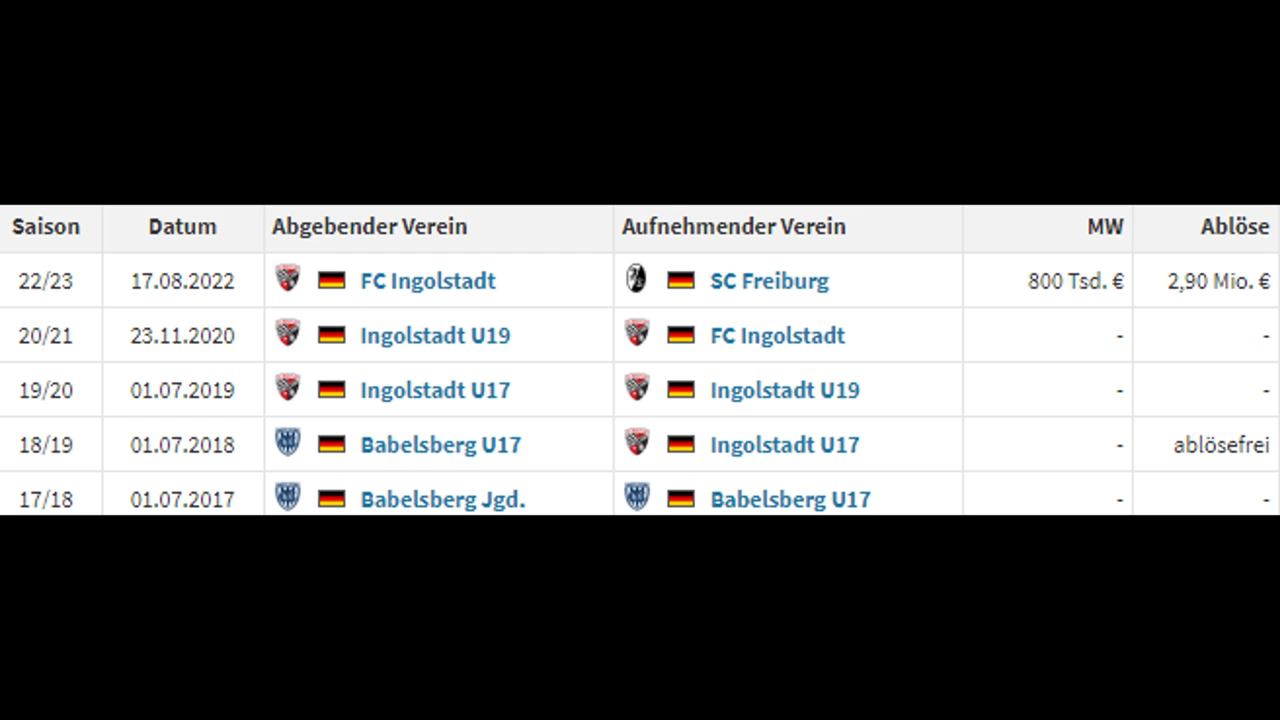 Saison Datum Abgebender Verein Aufnehmender Verein MW Ablöse
22/23 17.08.2022 FC Ingolstadt SC Freiburg 800 Tsd. € 2,90 Mio. €
20/21 23.11.2020 Ingolstadt U19 FC Ingolstadt - -
19/20 01.07.2019 Ingolstadt U17 Ingolstadt U19 - -
18/19 01.07.2018 Babelsberg U17 Ingolstadt U17 - ablösefrei
17/18 01.07.2017 Babelsberg Jgd. Babelsberg U17 - -